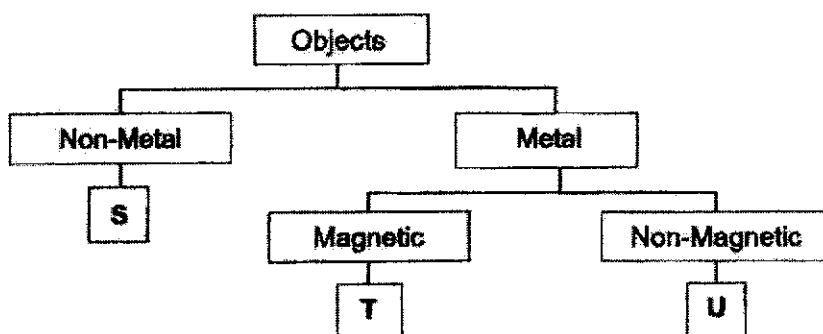 Objects
Non-Metal
Metal
S
Magnetic
Non-Magnetic
T
U